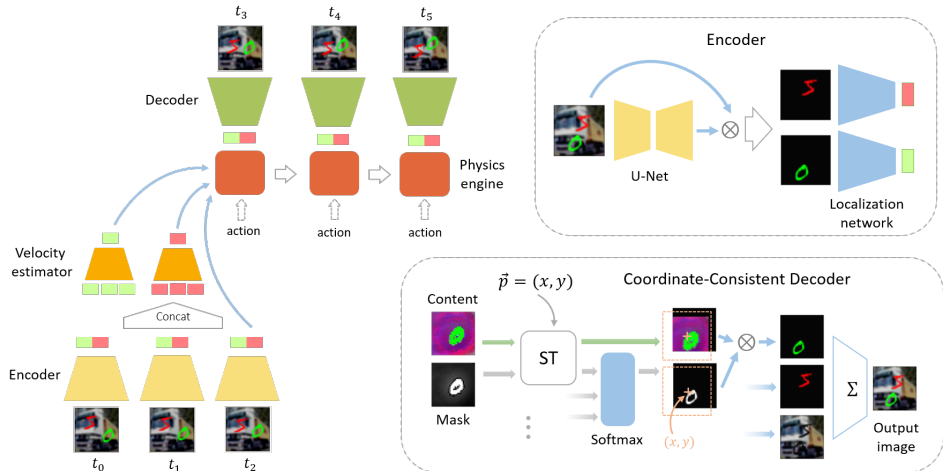 t₃
t₄
t₅
Decoder
Physics
engine
action
action
action
Velocity
estimator
Concat
Encoder
t₀
t₁
t₂
Encoder
U-Net
Localization
network
Coordinate-Consistent Decoder
p⃗ = (x, y)
Content
ST
Mask
Softmax
(x, y)
Σ
Output
image